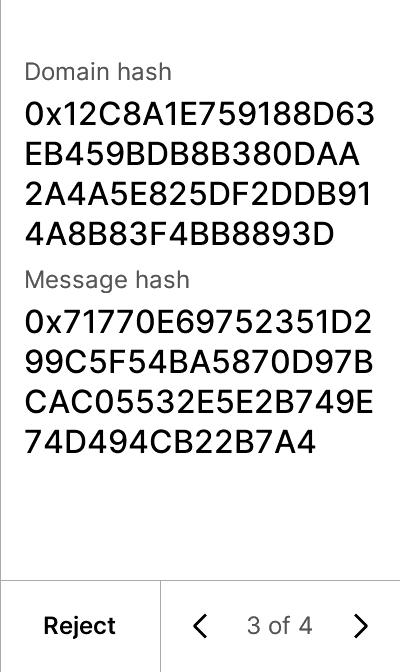 Domain hash
0x12C8A1E759188D63
EB459BDB8B380DAA
2A4A5E825DF2DDB91
4A8B83F4BB8893D
Message hash
0x71770E69752351D2
99C5F54BA5870D97B
CAC05532E5E2B749E
74D494CB22B7A4
Reject
3 of 4